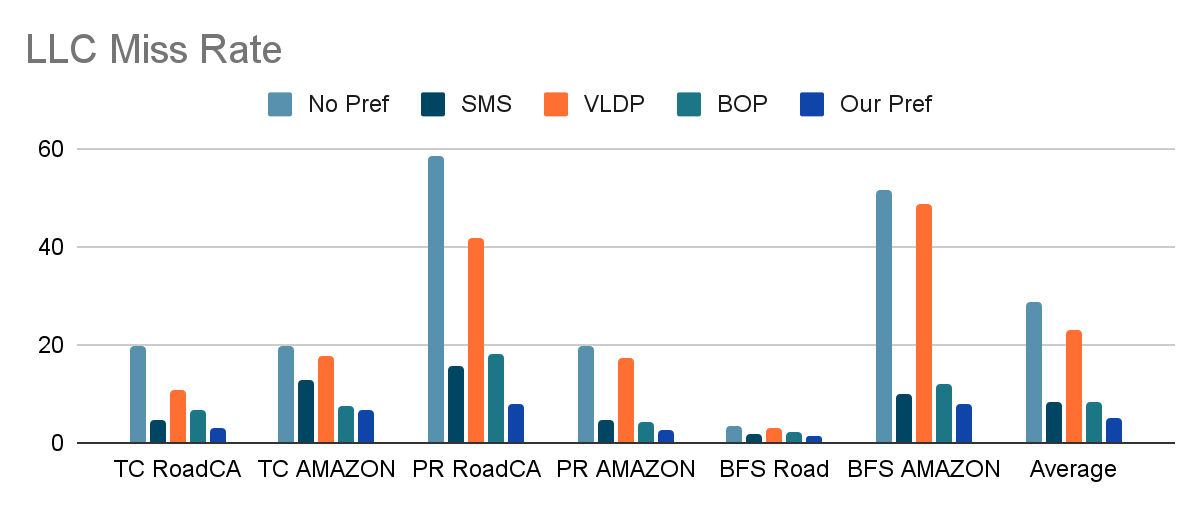 LLC Miss Rate
No Pref SMS VLDP BOP Our Pref
60
40
20
0
TC RoadCA TC AMAZON PR RoadCA PR AMAZON BFS Road BFS AMAZON Average